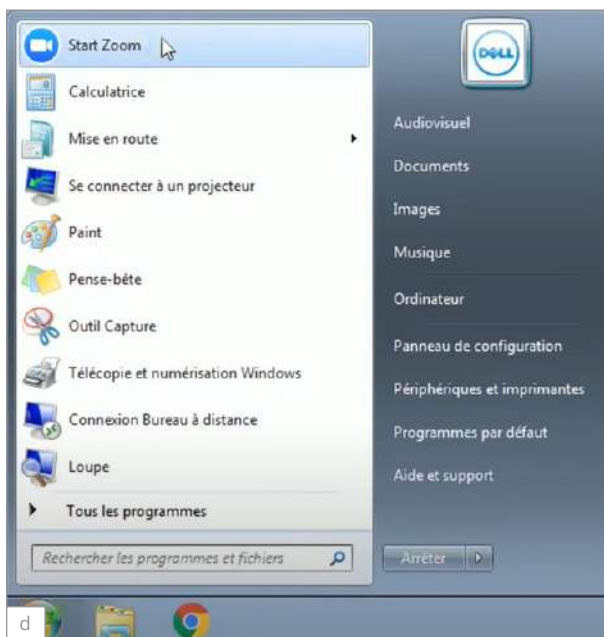 Start Zoom
Calculatrice
Mise en route
Se connecter à un projecteur
Paint
Pense-bête
Outil Capture
Télécopie et numérisation Windows
Connexion Bureau à distance
Loupe
Tous les programmes
Rechercher les programmes et fichiers
DELL
Audiovisuel
Documents
Images
Musique
Ordinateur
Panneau de configuration
Périphériques et imprimantes
Programmes par défaut
Aide et support
Arrêter
d